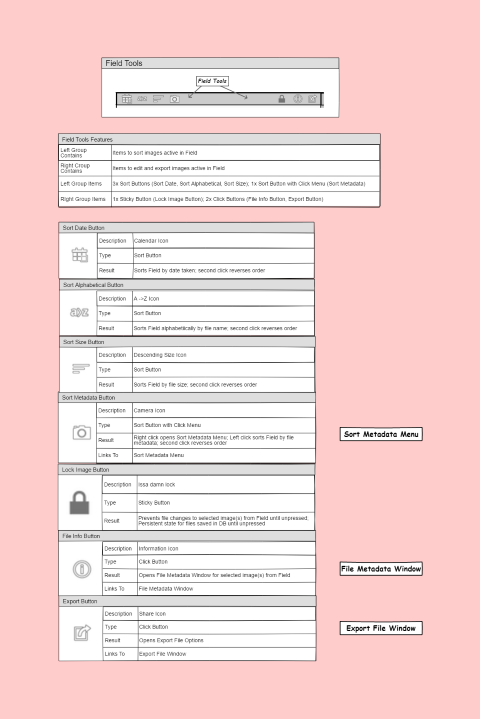 Field Tools
Field Tools
Field Tools Features
Left Group Contains
Items to sort images active in Field
Right Group Contains
Items to edit and export images active in Field
Left Group Items
3x Sort Buttons (Sort Date, Sort Alphabetical, Sort Size); 1x Sort Button with Click Menu (Sort Metadata)
Right Group Items
1x Sticky Button (Lock Image Button), 2x Click Buttons (File Info Button, Export Button)
Sort Date Button
Description Calendar Icon
Type Sort Button
Result Sorts Field by date taken; second click reverses order
Sort Alphabetical Button
Description A ->Z Icon
Type Sort Button
Result Sorts Field alphabetically by file name; second click reverses order
Sort Size Button
Description Descending Size Icon
Type Sort Button
Result Sorts Field by file size; second click reverses order
Sort Metadata Button
Description Camera Icon
Type Sort Button with Click Menu
Result Right click opens Sort Metadata Menu; Left click sorts Field by file
metadata; second click reverses order
Links To Sort Metadata Menu
Sort Metadata Menu
Lock Image Button
Description Issa damn lock
Type Sticky Button
Result Prevents file changes to selected image(s) from Field until unpressed;
Persistent state for files saved in DB until unpressed
File Info Button
Description Information Icon
Type Click Button
Result Opens File Metadata Window for selected image(s) from Field
Links To File Metadata Window
File Metadata Window
Export Button
Description Share Icon
Type Click Button
Result Opens Export File Options
Links To Export File Window
Export File Window